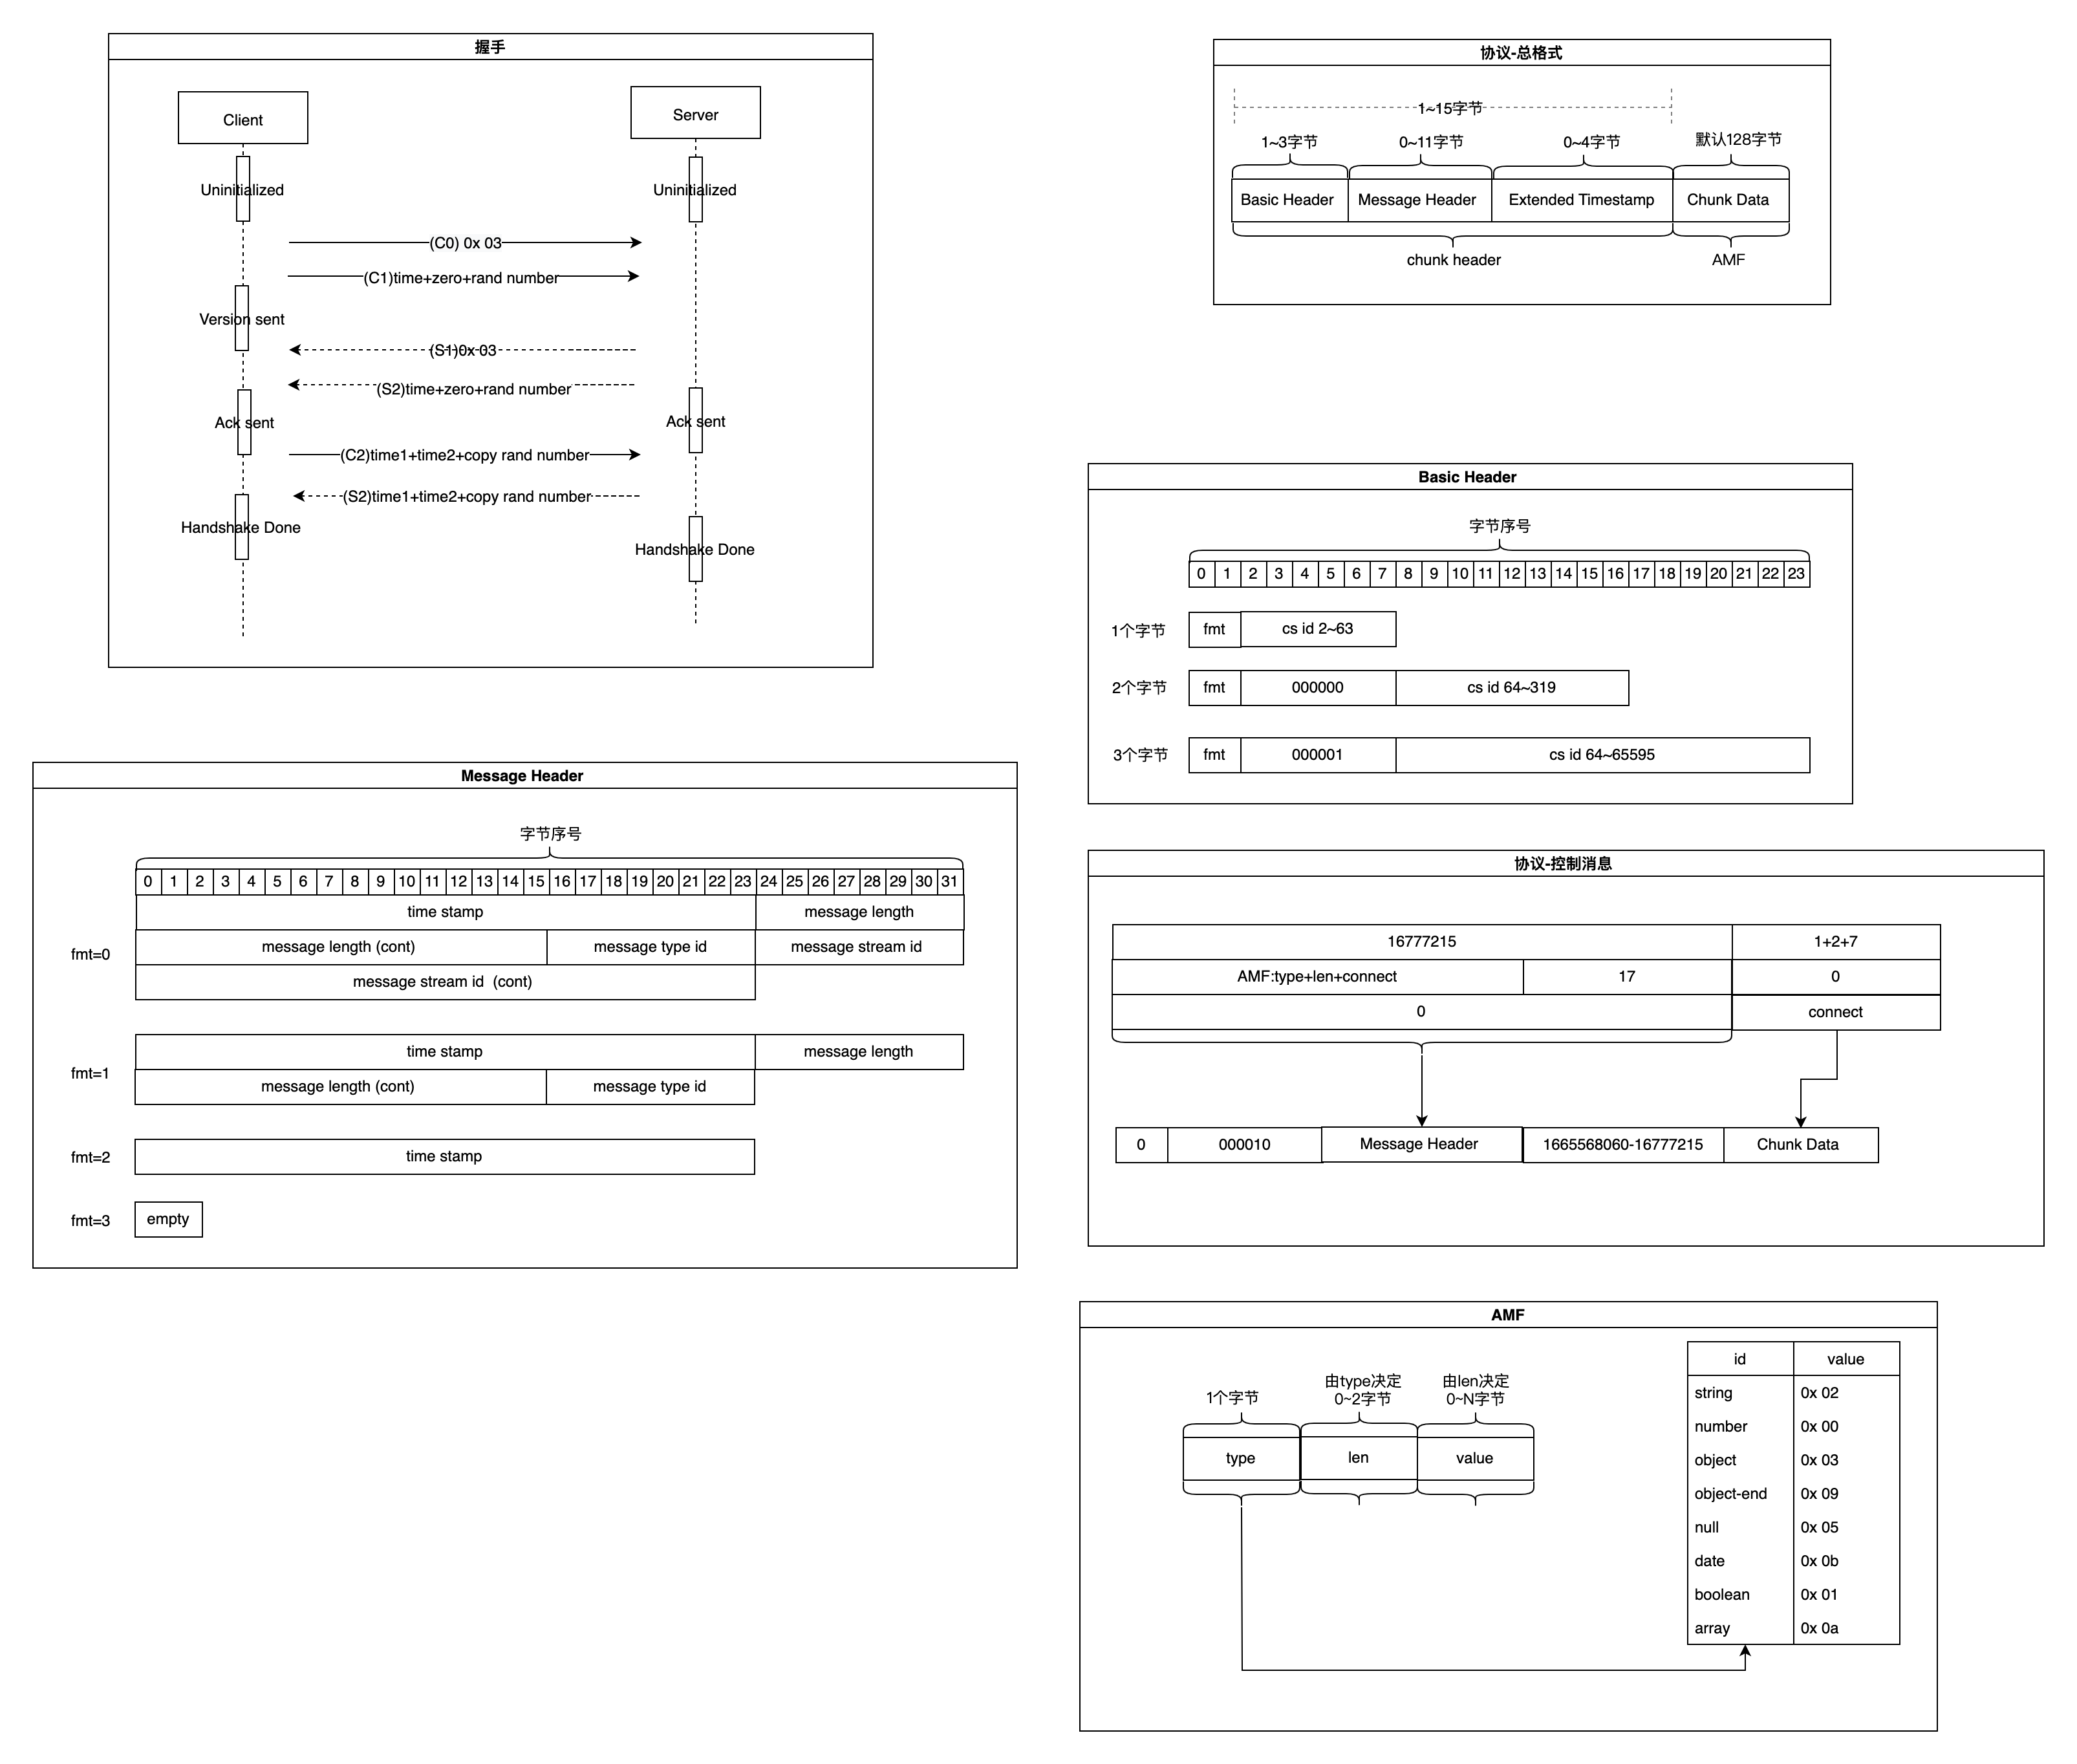 握手
Client
Server
Uninitialized
Uninitialized
(C0) 0x 03
(C1)time+zero+rand number
Version sent
(S1)0x 03
(S2)time+zero+rand number
Ack sent
Ack sent
(C2)time1+time2+copy rand number
(S2)time1+time2+copy rand number
Handshake Done
Handshake Done
协议-总格式
1~15字节
1~3字节 0~11字节 0~4字节 默认128字节
Basic Header Message Header Extended Timestamp Chunk Data
chunk header AMF
Basic Header
字节序号
0 1 2 3 4 5 6 7 8 9 10 11 12 13 14 15 16 17 18 19 20 21 22 23
1个字节 fmt cs id 2~63
2个字节 fmt 000000 cs id 64~319
3个字节 fmt 000001 cs id 64~65595
Message Header
字节序号
0 1 2 3 4 5 6 7 8 9 10 11 12 13 14 15 16 17 18 19 20 21 22 23 24 25 26 27 28 29 30 31
time stamp message length
fmt=0 message length (cont) message type id message stream id
message stream id (cont)
time stamp message length
fmt=1
message length (cont) message type id
fmt=2 time stamp
fmt=3 empty
协议-控制消息
16777215 1+2+7
AMF:type+len+connect 17 0
0 connect
0 000010 Message Header 1665568060-16777215 Chunk Data
AMF
1个字节
由type决定
0~2字节
由len决定
0~N字节
type len value
id value
string 0x 02
number 0x 00
object 0x 03
object-end 0x 09
null 0x 05
date 0x 0b
boolean 0x 01
array 0x 0a